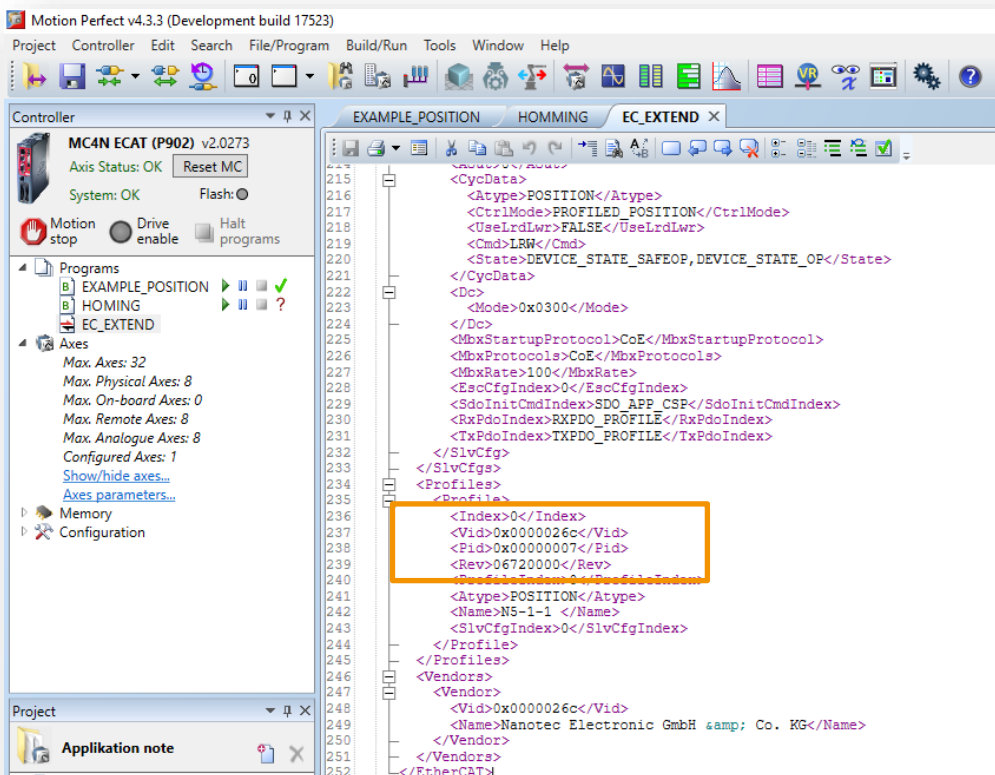 Motion Perfect v4.3.3 (Development build 17523)
Project Controller Edit Search File/Program Build/Run Tools Window Help
Controller
MC4N ECAT (P902) v2.0273
Axis Status: OK Reset MC
System: OK Flash:
Motion stop Drive enable Halt programs
Programs
EXAMPLE_POSITION
HOMING
EC_EXTEND
Axes
Max. Axes: 32
Max. Physical Axes: 8
Max. On-board Axes: 0
Max. Remote Axes: 8
Max. Analogue Axes: 8
Configured Axes: 1
Show/hide axes...
Axes parameters...
Memory
Configuration
Project
Applikation note
EXAMPLE_POSITION HOMMING EC_EXTEND
215 <CycData>
216 <Atype>POSITION</Atype>
217 <CtrlMode>PROFILED_POSITION</CtrlMode>
218 <UseLrdLwr>FALSE</UseLrdLwr>
219 <Cmd>LRW</Cmd>
220 <State>DEVICE_STATE_SAFEOP,DEVICE_STATE_OP</State>
221 </CycData>
222 <Dc>
223 <Mode>0x0300</Mode>
224 </Dc>
225 <MbxStartupProtocol>CoE</MbxStartupProtocol>
226 <MbxProtocols>CoE</MbxProtocols>
227 <MbxRate>100</MbxRate>
228 <EscCfgIndex>0</EscCfgIndex>
229 <SdoInitCmdIndex>SDO_APP_CSP</SdoInitCmdIndex>
230 <RxPdoIndex>RXPDO_PROFILE</RxPdoIndex>
231 <TxPdoIndex>TXPDO_PROFILE</TxPdoIndex>
232 </SlvCfg>
233 </SlvCfgs>
234 <Profiles>
235 <Profile>
236 <Index>0</Index>
237 <Vid>0x0000026c</Vid>
238 <Pid>0x00000007</Pid>
239 <Rev>06720000</Rev>
240 <ProfileIndex>0</ProfileIndex>
241 <Atype>POSITION</Atype>
242 <Name>N5-1-1 </Name>
243 <SlvCfgIndex>0</SlvCfgIndex>
244 </Profile>
245 </Profiles>
246 <Vendors>
247 <Vendor>
248 <Vid>0x0000026c</Vid>
249 <Name>Nanotec Electronic GmbH &amp; Co. KG</Name>
250 </Vendor>
251 </Vendors>
252 </EtherCAT>